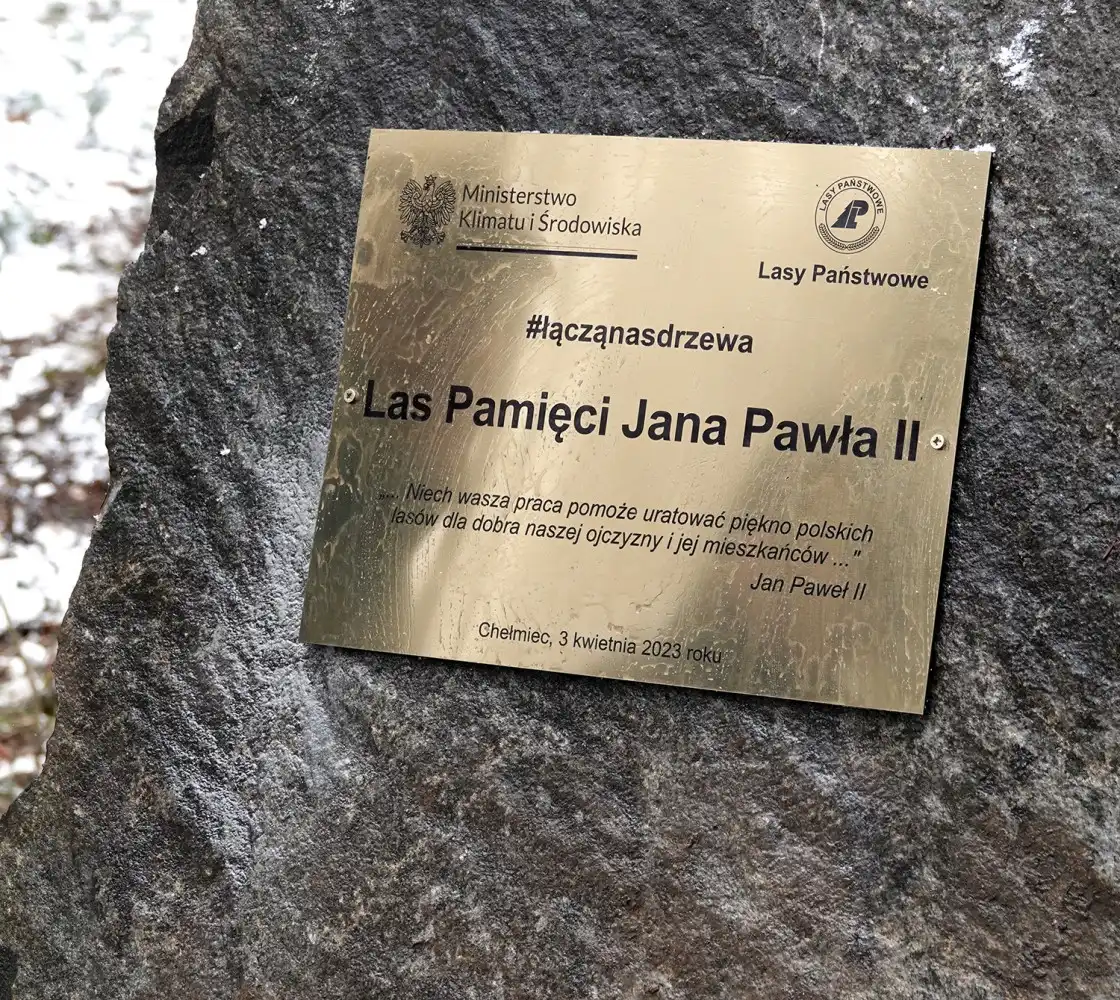 Ministerstwo
Klimatu i Środowiska
LASY PAŃSTWOWE
Lasy Państwowe
#łącząnasdrzewa
Las Pamięci Jana Pawła II
„... Niech wasza praca pomoże uratować piękno polskich
lasów dla dobra naszej ojczyzny i jej mieszkańców ..."
Jan Paweł II
Chełmiec, 3 kwietnia 2023 roku